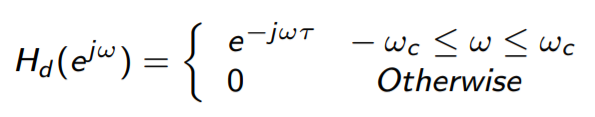 H_d(e^{jω}) = { e^{-jωτ}   − ω_c ≤ ω ≤ ω_c
0   Otherwise